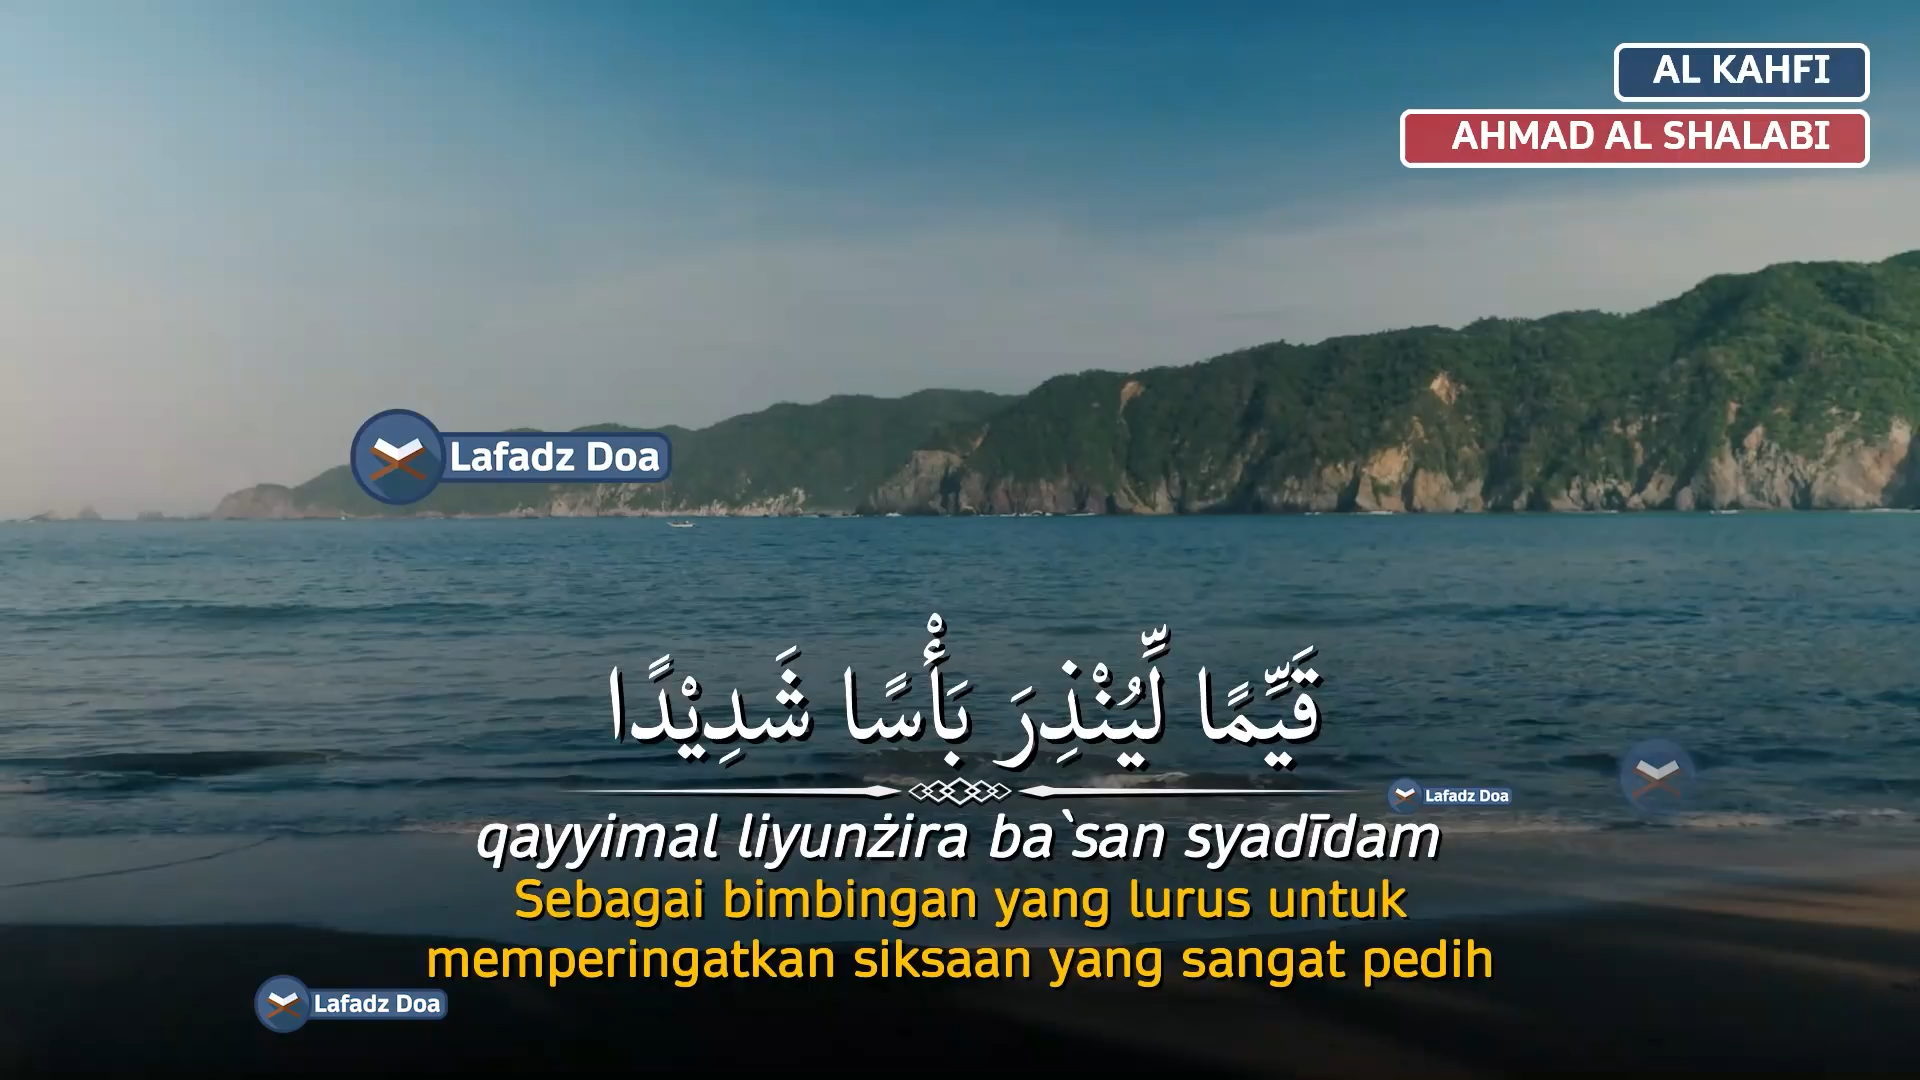 AL KAHFI
AHMAD AL SHALABI
Lafadz Doa
قَيِّمًا لِّيُنْذِرَ بَأْسًا شَدِيْدًا
Lafadz Doa
qayyimal liyunżira ba`san syadīdam
Sebagai bimbingan yang lurus untuk
memperingatkan siksaan yang sangat pedih
Lafadz Doa